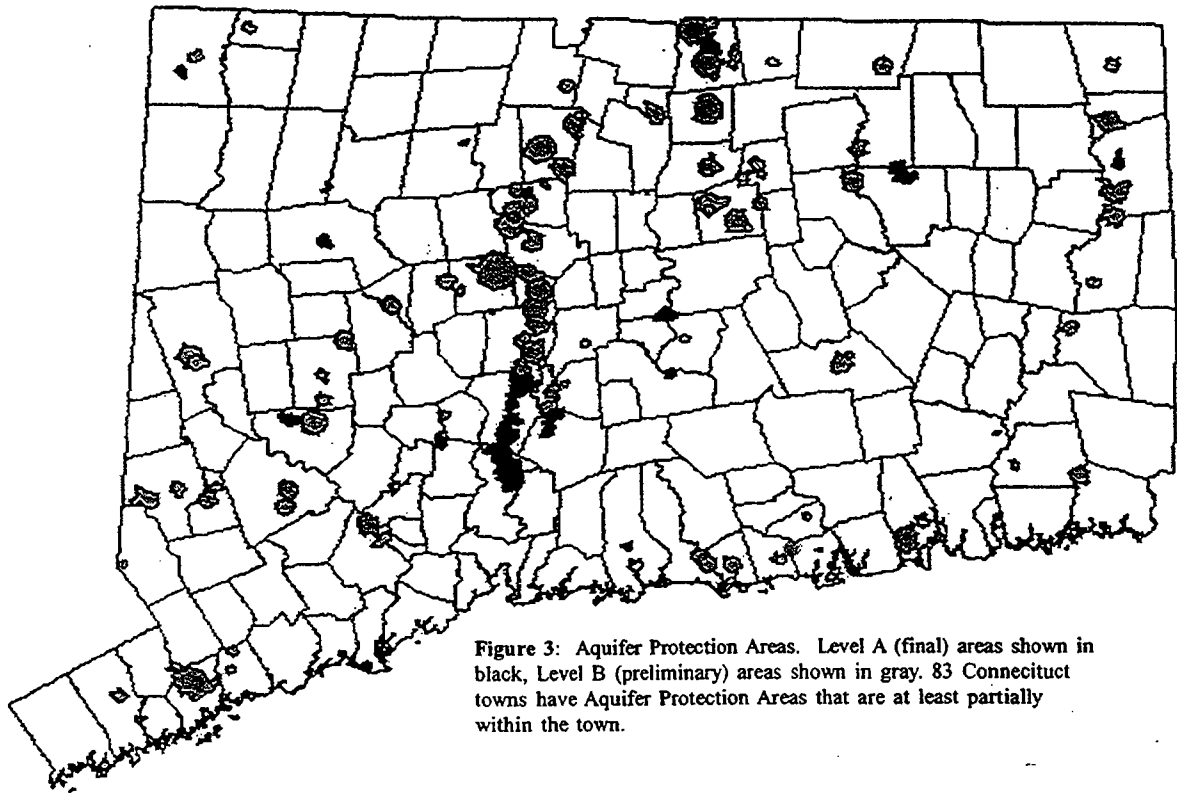 Figure 3: Aquifer Protection Areas. Level A (final) areas shown in
black, Level B (preliminary) areas shown in gray. 83 Connecituct
towns have Aquifer Protection Areas that are at least partially
within the town.